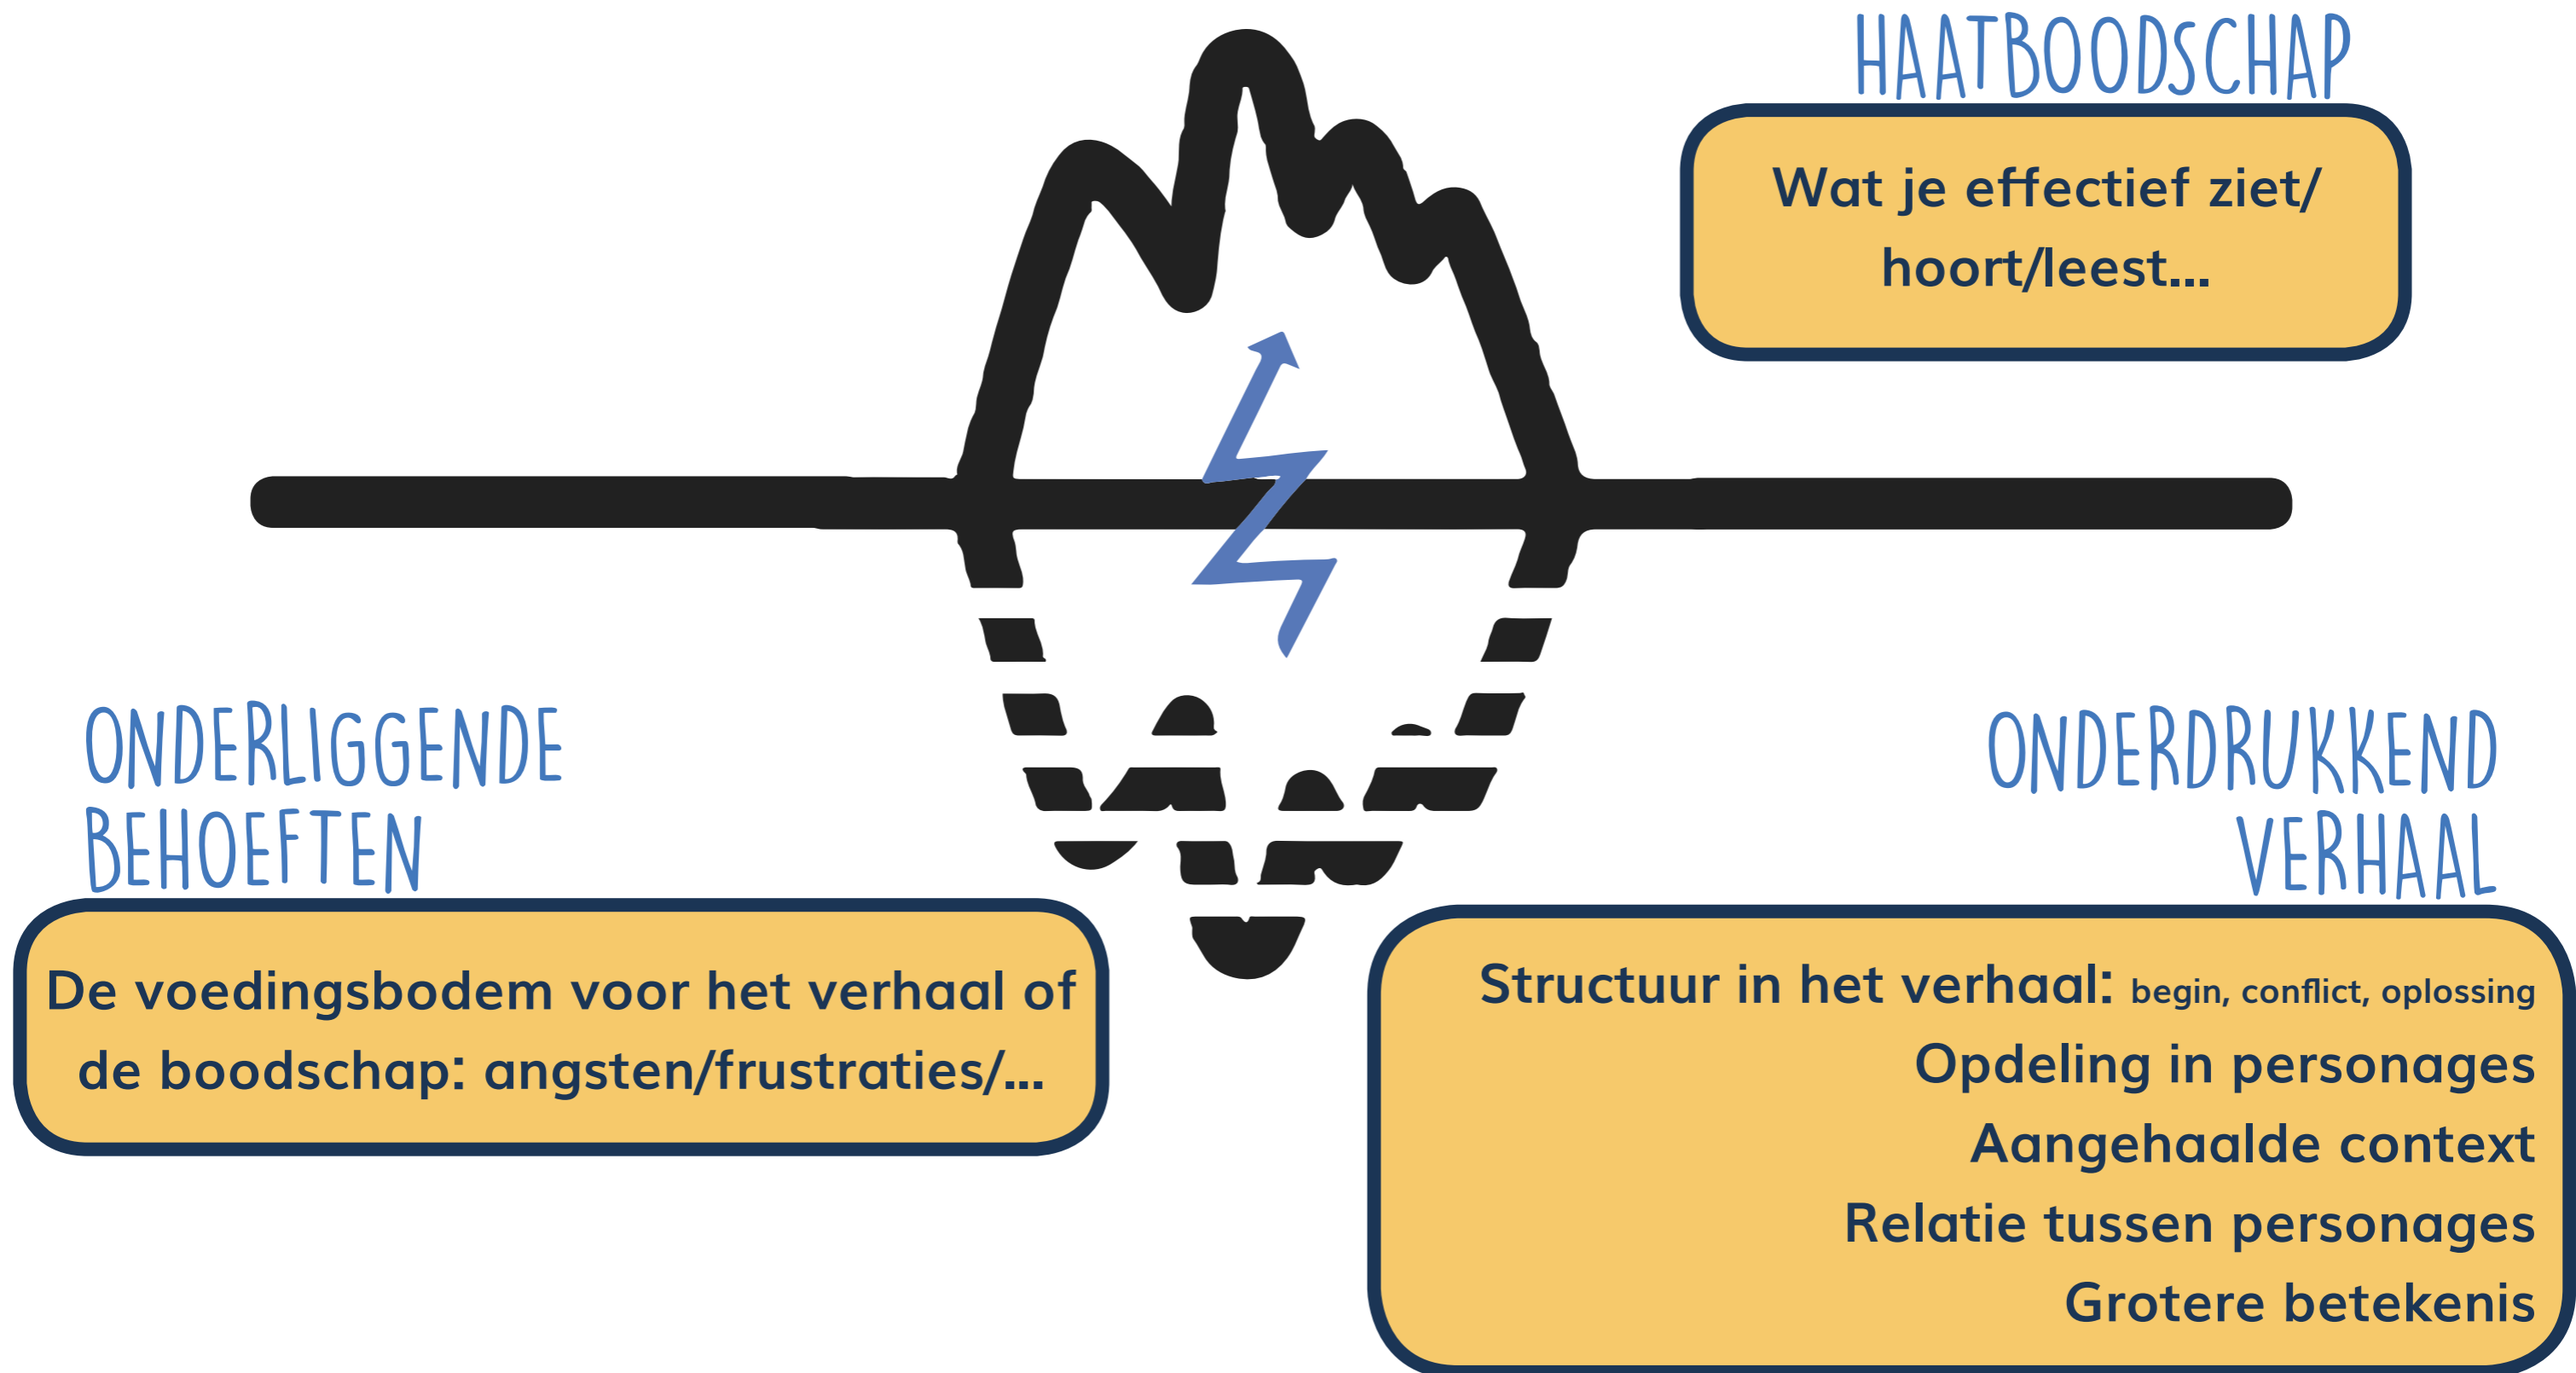 HAATBOODSCHAP
Wat je effectief ziet/
hoort/leest...
ONDERLIGGENDE
BEHOEFTEN
De voedingsbodem voor het verhaal of
de boodschap: angsten/frustraties/...
ONDERDRUKKEND
VERHAAL
Structuur in het verhaal: begin, conflict, oplossing
Opdeling in personages
Aangehaalde context
Relatie tussen personages
Grotere betekenis